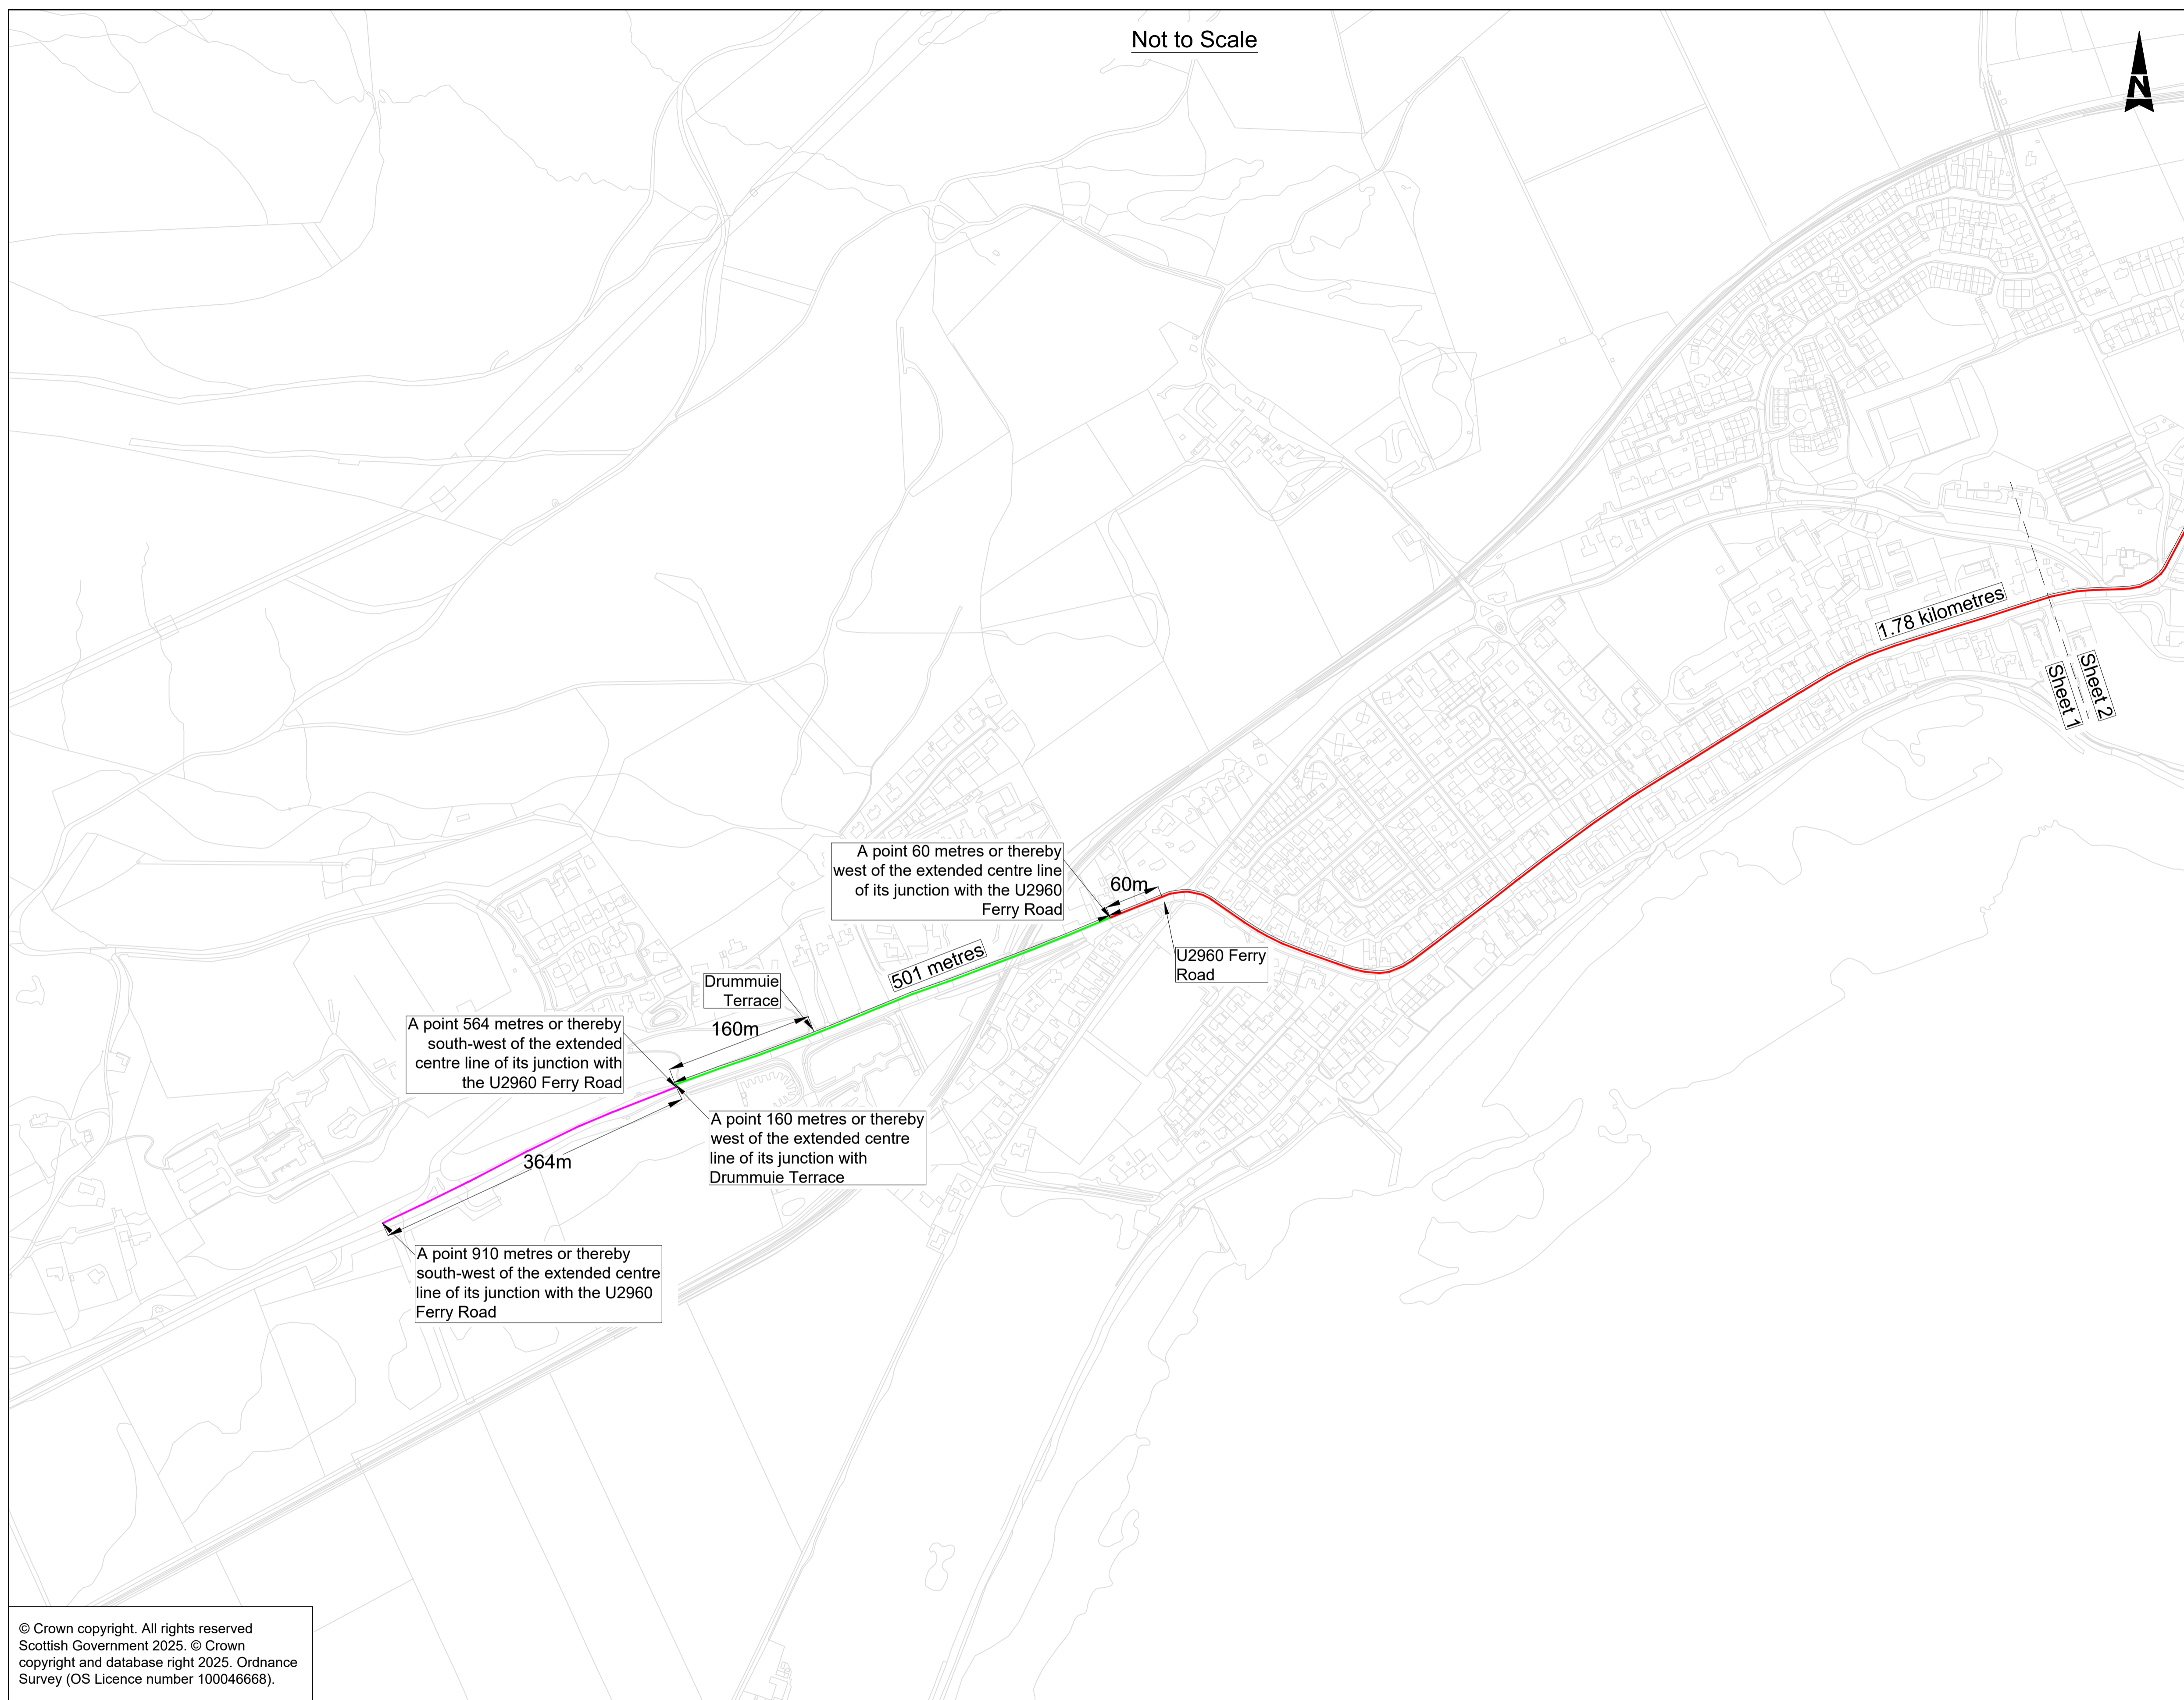 Not to Scale
N
1.78 kilometres
Sheet 1
Sheet 2
A point 60 metres or thereby
west of the extended centre line
of its junction with the U2960
Ferry Road
60m
U2960 Ferry
Road
501 metres
Drummuie
Terrace
160m
A point 564 metres or thereby
south-west of the extended
centre line of its junction with
the U2960 Ferry Road
A point 160 metres or thereby
west of the extended centre
line of its junction with
Drummuie Terrace
364m
A point 910 metres or thereby
south-west of the extended centre
line of its junction with the U2960
Ferry Road
© Crown copyright. All rights reserved
Scottish Government 2025. © Crown
copyright and database right 2025. Ordnance
Survey (OS Licence number 100046668).